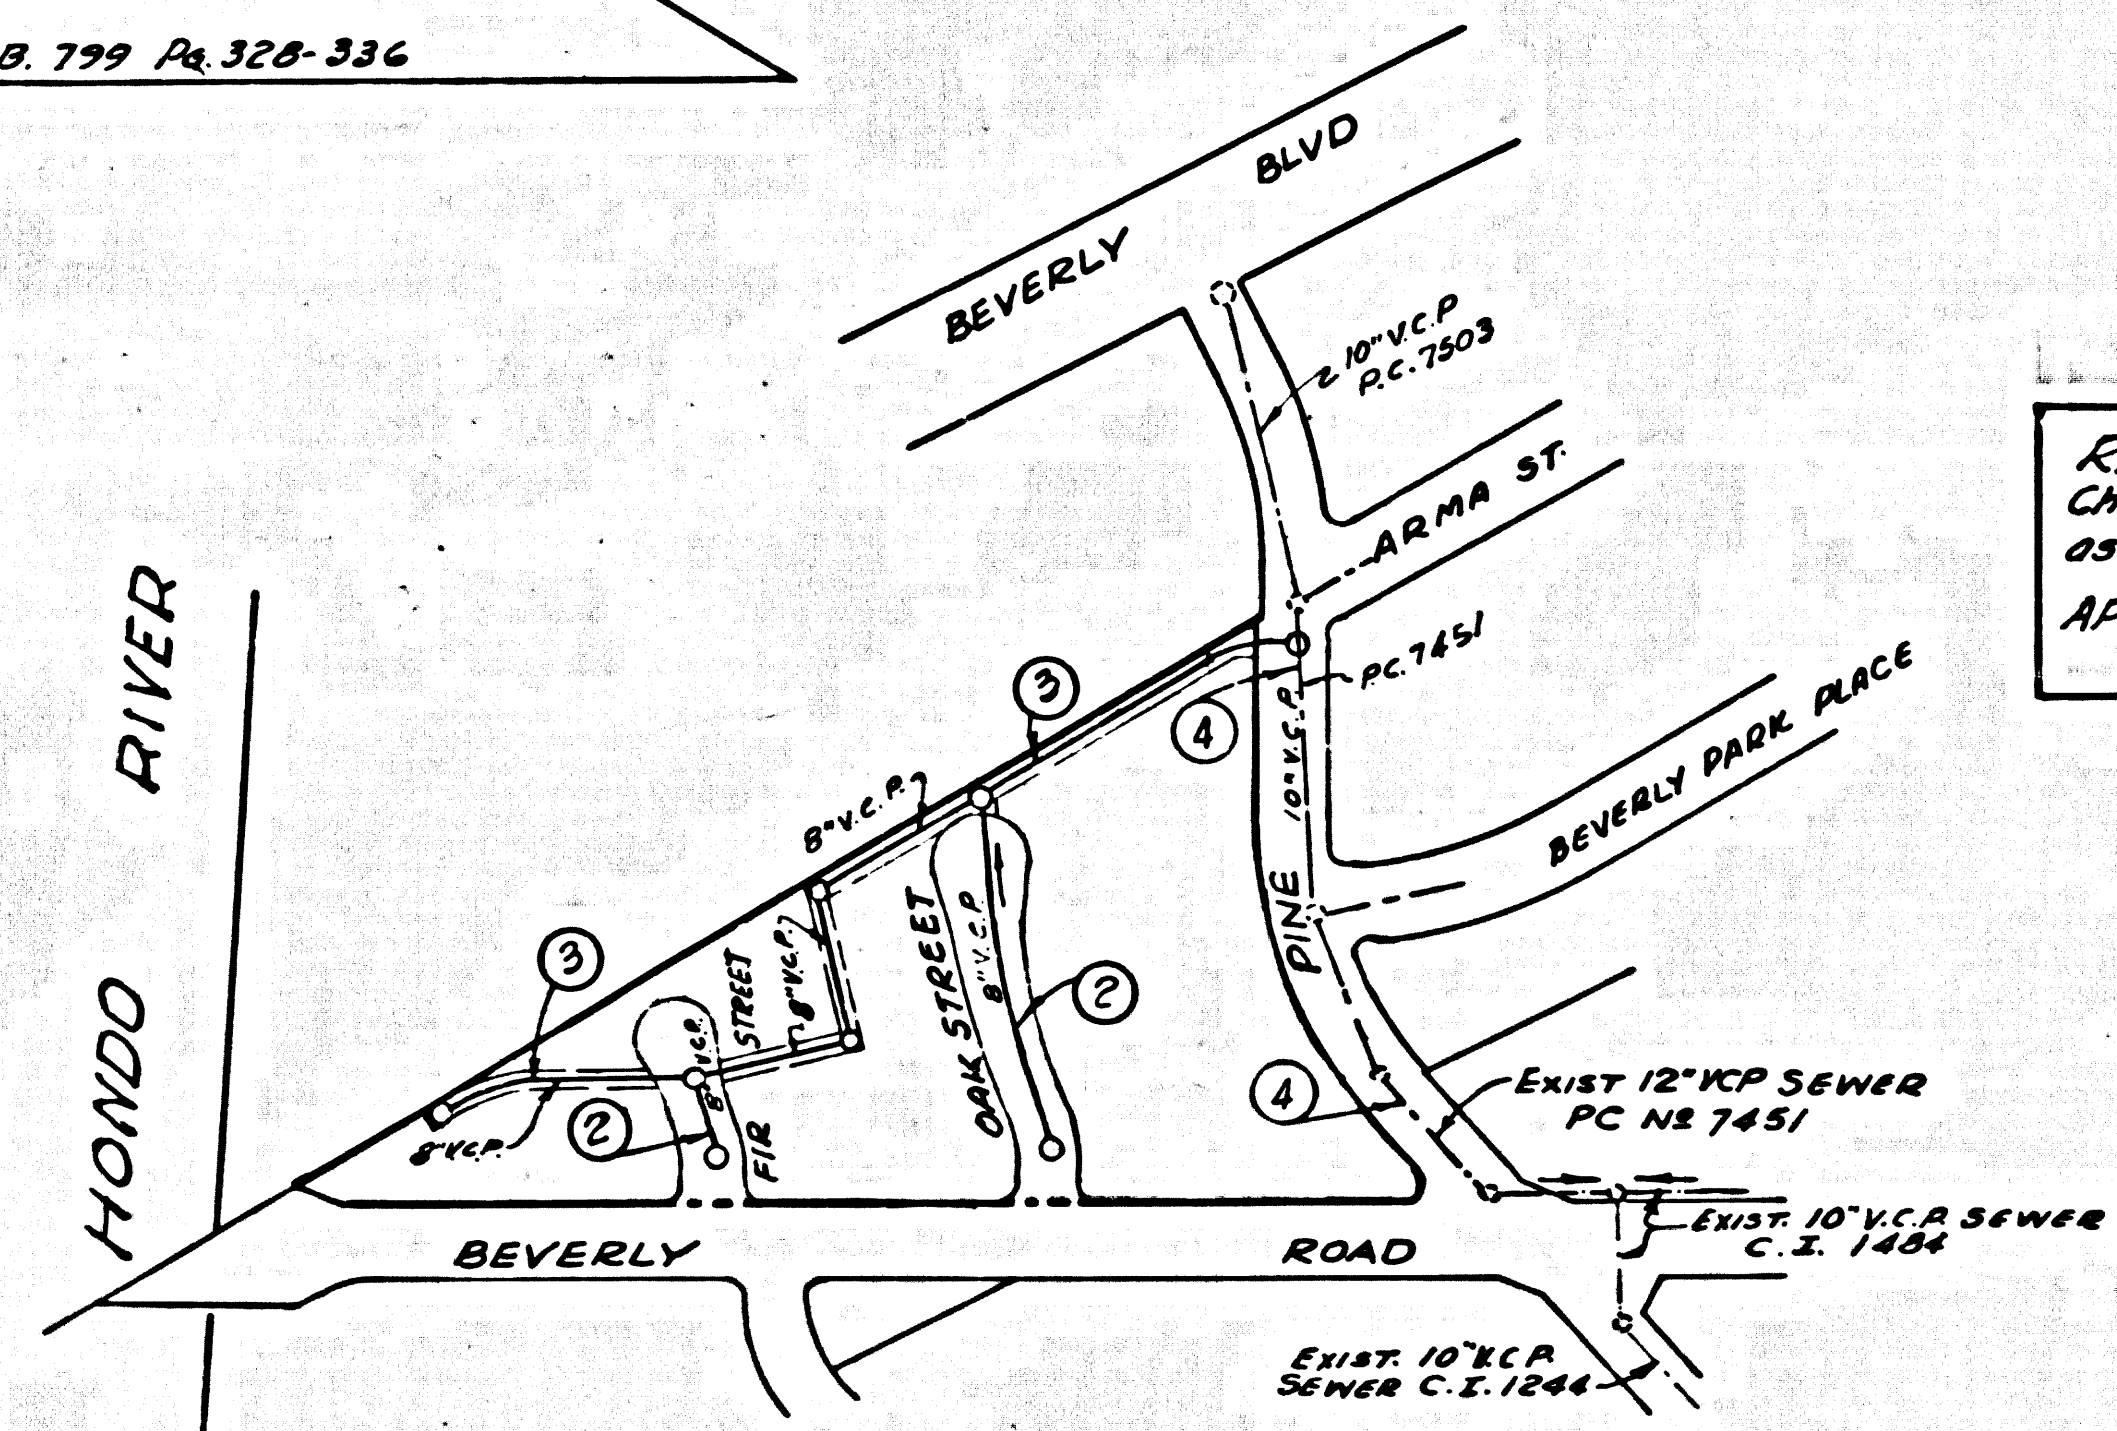 B. 799 Pg. 328-336
BEVERLY BLVD
10" V.C.P
P.C. 7503
ARMA ST.
P.C. 7451
BEVERLY PARK PLACE
10" V.C.P.
PINE
3
4
8" V.C.P.
RIVER
HONDO
3
STREET
8" V.C.P.
OAK STREET
8" V.C.P
2
8" V.C.P.
FIR
2
8" V.C.P.
4
EXIST 12" VCP SEWER
PC No 7451
EXIST. 10" V.C.P. SEWER
C.I. 1484
BEVERLY ROAD
EXIST. 10" V.C.P.
SEWER C.I. 1244